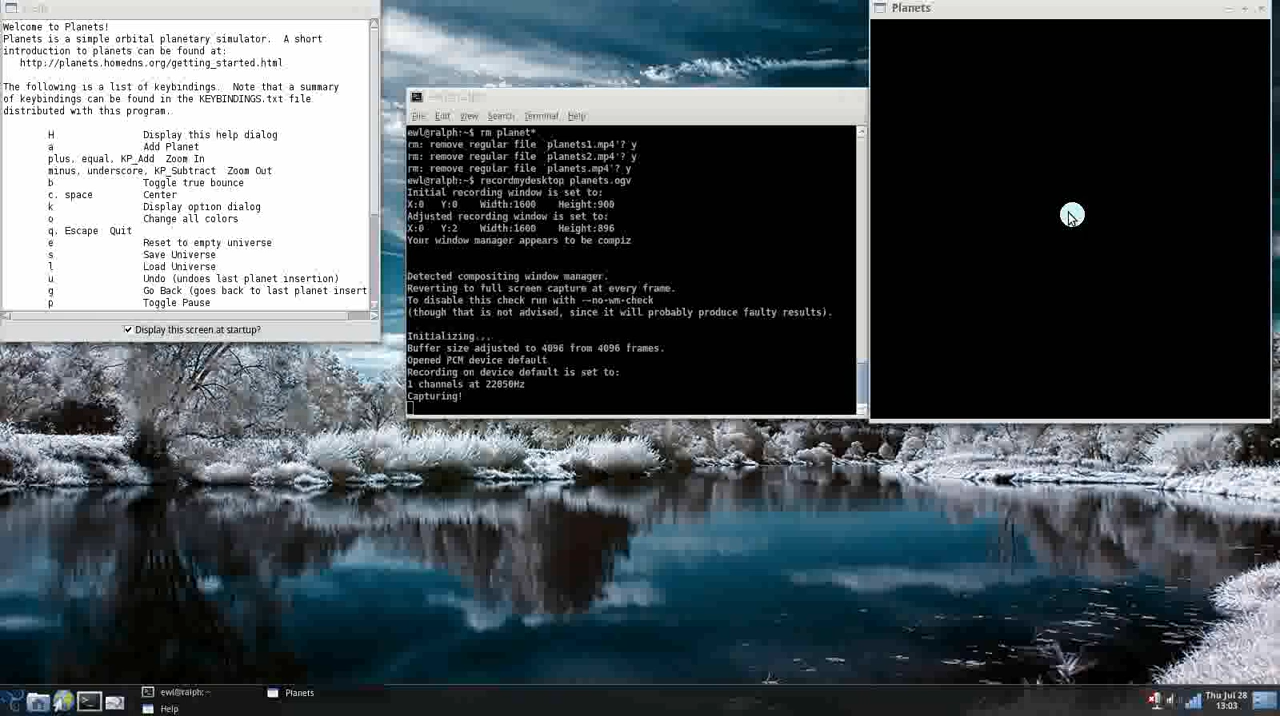 Welcome to Planets!
Planets is a simple orbital planetary simulator.  A short
introduction to planets can be found at:
http://planets.homedns.org/getting_started.html
The following is a list of keybindings.  Note that a summary
of keybindings can be found in the KEYBINDINGS.txt file
distributed with this program.
H Display this help dialog
a Add Planet
plus, equal, KP_Add  Zoom In
minus, underscore, KP_Subtract  Zoom Out
b Toggle true bounce
c, space Center
k Display option dialog
o Change all colors
q, Escape  Quit
e Reset to empty universe
s Save Universe
l Load Universe
u Undo (undoes last planet insertion)
g Go Back (goes back to last planet insert
p Toggle Pause
Display this screen at startup?
File Edit View Search Terminal Help
ewl@ralph:~$ rm planet*
rm: remove regular file `planets1.mp4'? y
rm: remove regular file `planets2.mp4'? y
rm: remove regular file `planets.mp4'? y
ewl@ralph:~$ recordmydesktop planets.ogv
Initial recording window is set to:
X:0   Y:0    Width:1600    Height:900
Adjusted recording window is set to:
X:0   Y:2    Width:1600    Height:896
Your window manager appears to be compiz
Detected compositing window manager.
Reverting to full screen capture at every frame.
To disable this check run with --no-wm-check
(though that is not advised, since it will probably produce faulty results).
Initializing...
Buffer size adjusted to 4096 from 4096 frames.
Opened PCM device default
Recording on device default is set to:
1 channels at 22050Hz
Capturing!
Planets
ewl@ralph: ~
Planets
Help
Thu Jul 28
13:03